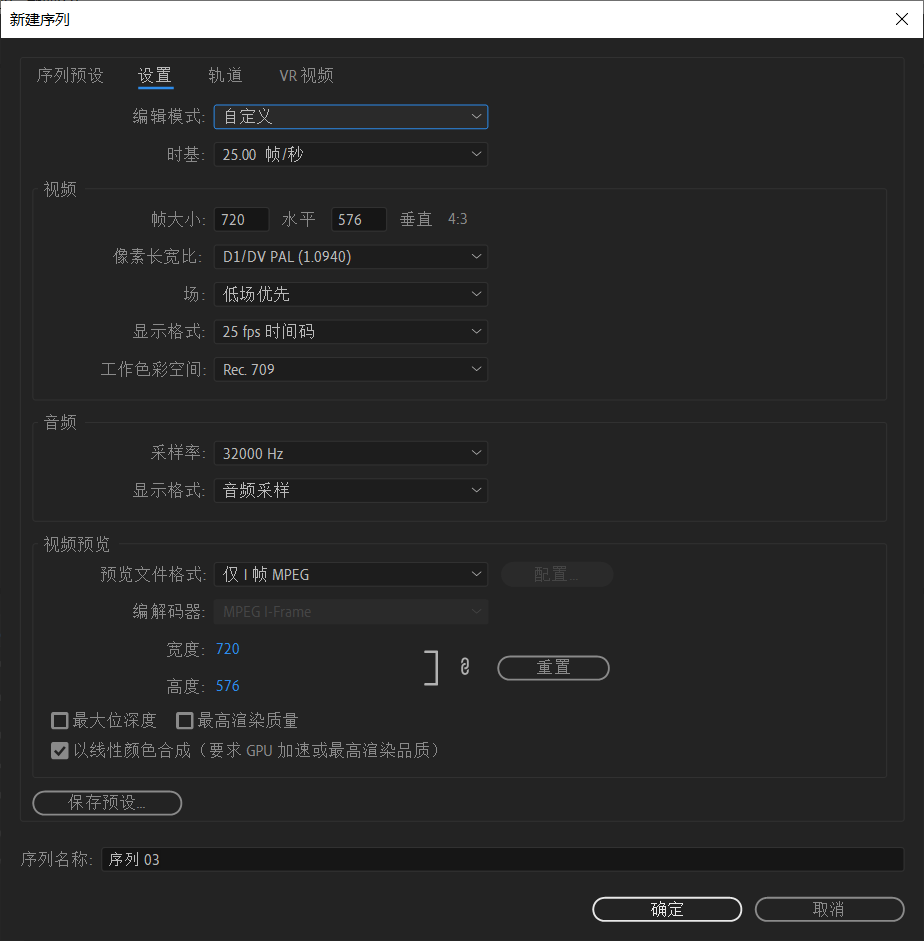 新建序列
序列预设 设置 轨道 VR 视频
编辑模式: 自定义
时基: 25.00 帧/秒
视频
帧大小: 720 水平 576 垂直 4:3
像素长宽比: D1/DV PAL (1.0940)
场: 低场优先
显示格式: 25 fps 时间码
工作色彩空间: Rec. 709
音频
采样率: 32000 Hz
显示格式: 音频采样
视频预览
预览文件格式: 仅 I 帧 MPEG 配置...
编解码器: MPEG I-Frame
宽度: 720
高度: 576
重置
最大位深度 最高渲染质量
以线性颜色合成（要求 GPU 加速或最高渲染品质）
保存预设...
序列名称: 序列 03
确定 取消